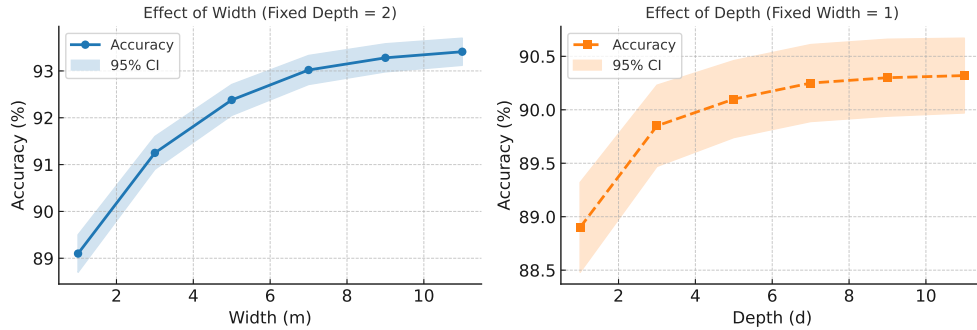 Effect of Width (Fixed Depth = 2)
Accuracy
95% CI
93
92
91
90
89
Accuracy (%)
2 4 6 8 10
Width (m)
Effect of Depth (Fixed Width = 1)
Accuracy
95% CI
90.5
90.0
89.5
89.0
88.5
Accuracy (%)
2 4 6 8 10
Depth (d)